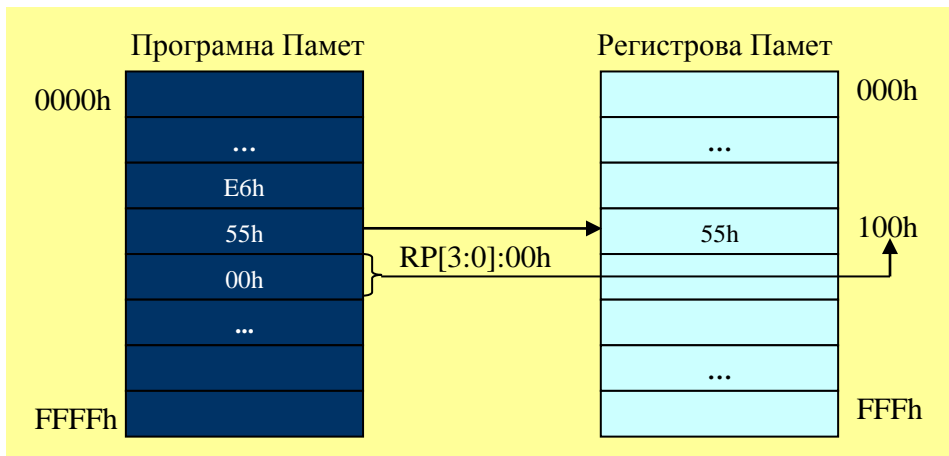 Програмна Памет
Регистрова Памет
0000h
000h
...
...
E6h
55h
55h
100h
RP[3:0]:00h
00h
...
...
FFFFh
FFFh